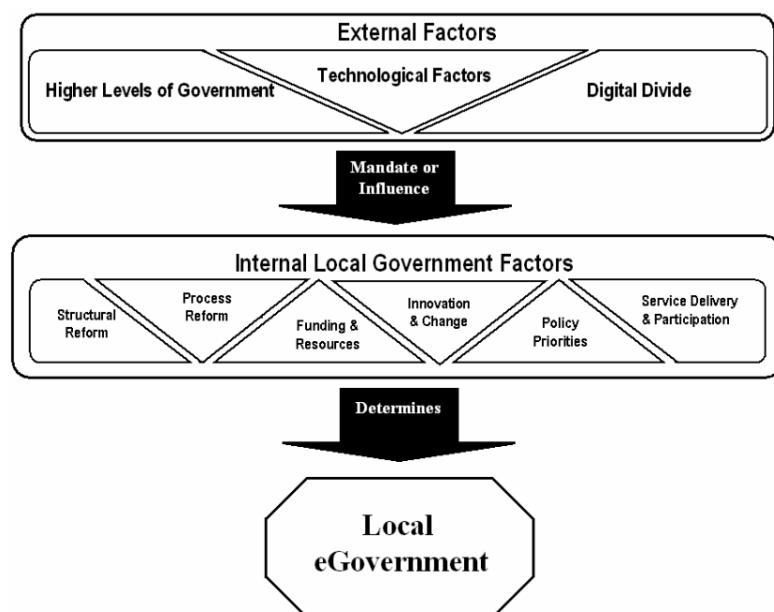 External Factors
Higher Levels of Government
Technological Factors
Digital Divide
Mandate or
Influence
Internal Local Government Factors
Structural
Reform
Process
Reform
Funding &
Resources
Innovation
& Change
Policy
Priorities
Service Delivery
& Participation
Determines
Local
eGovernment